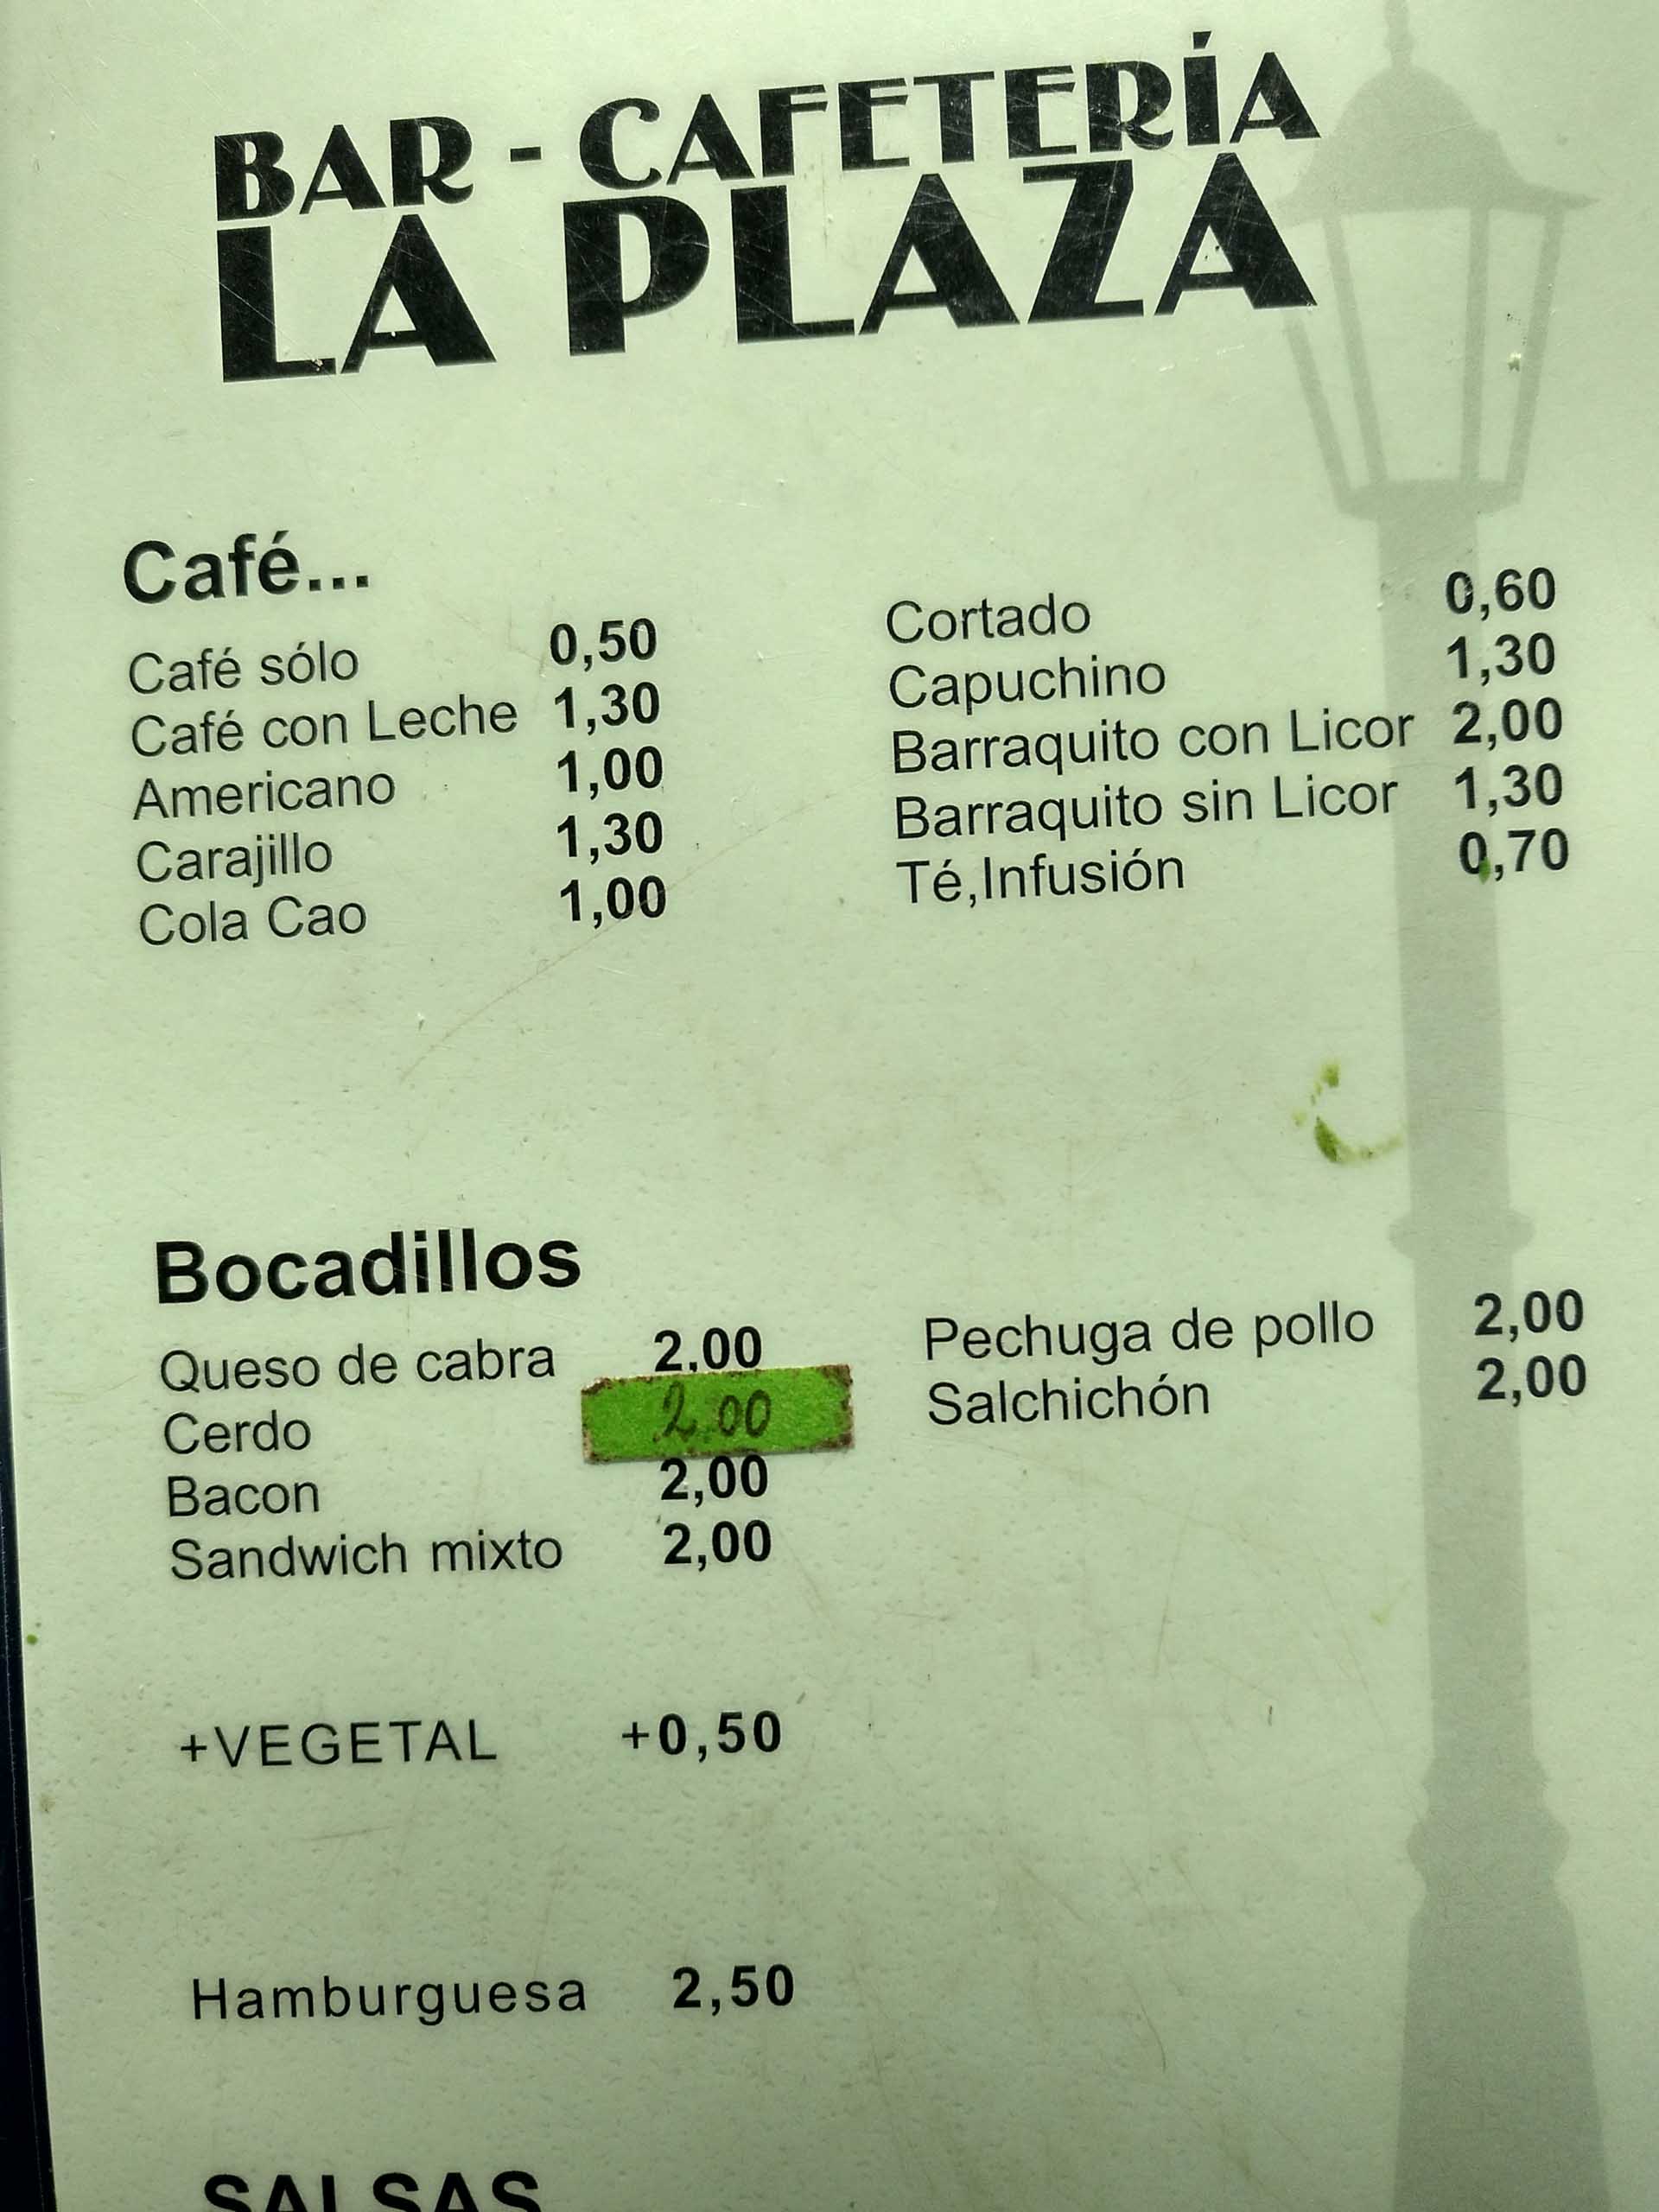 BAR - CAFETERÍA
LA PLAZA
Café...
Café sólo 0,50
Café con Leche 1,30
Americano 1,00
Carajillo 1,30
Cola Cao 1,00
Cortado 0,60
Capuchino 1,30
Barraquito con Licor 2,00
Barraquito sin Licor 1,30
Té,Infusión 0,70
Bocadillos
Queso de cabra 2,00
Cerdo 2.00
Bacon 2,00
Sandwich mixto 2,00
Pechuga de pollo 2,00
Salchichón 2,00
+VEGETAL +0,50
Hamburguesa 2,50
SALSAS